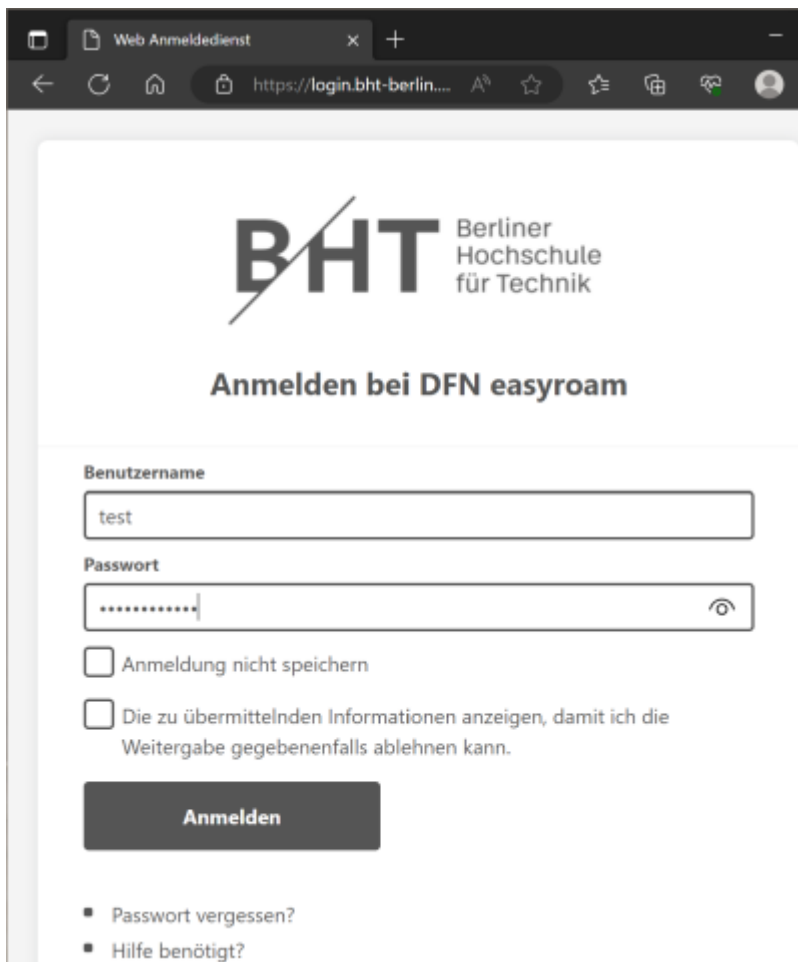 Web Anmeldedienst
https://login.bht-berlin....
BHT
Berliner
Hochschule
für Technik
Anmelden bei DFN easyroam
Benutzername
test
Passwort
••••••••••••
Anmeldung nicht speichern
Die zu übermittelnden Informationen anzeigen, damit ich die
Weitergabe gegebenenfalls ablehnen kann.
Anmelden
Passwort vergessen?
Hilfe benötigt?